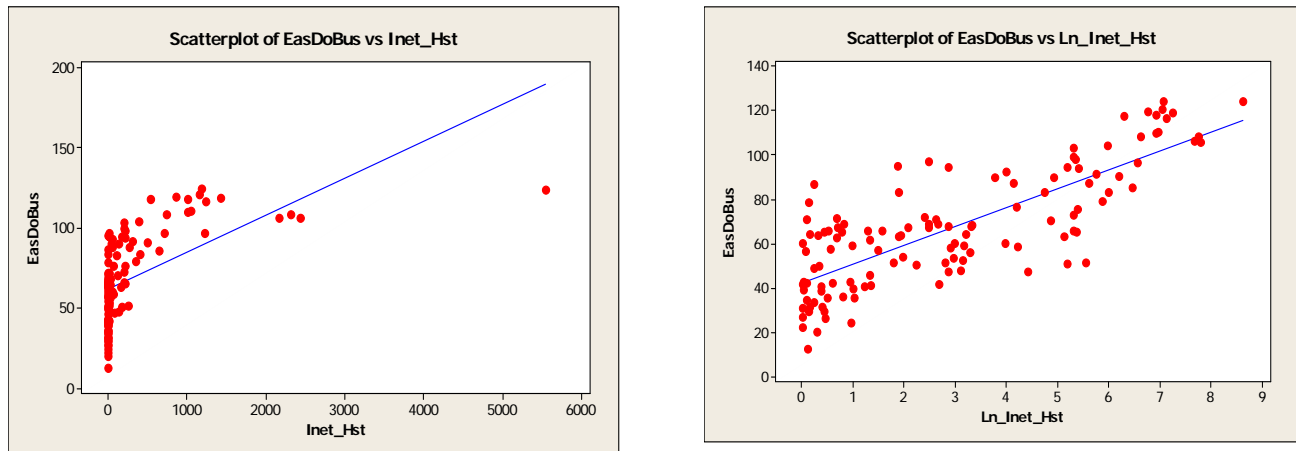 Scatterplot of EasDoBus vs Inet_Hst
200
150
100
50
0
EasDoBus
0 1000 2000 3000 4000 5000 6000
Inet_Hst
Scatterplot of EasDoBus vs Ln_Inet_Hst
140
120
100
80
60
40
20
0
EasDoBus
0 1 2 3 4 5 6 7 8 9
Ln_Inet_Hst